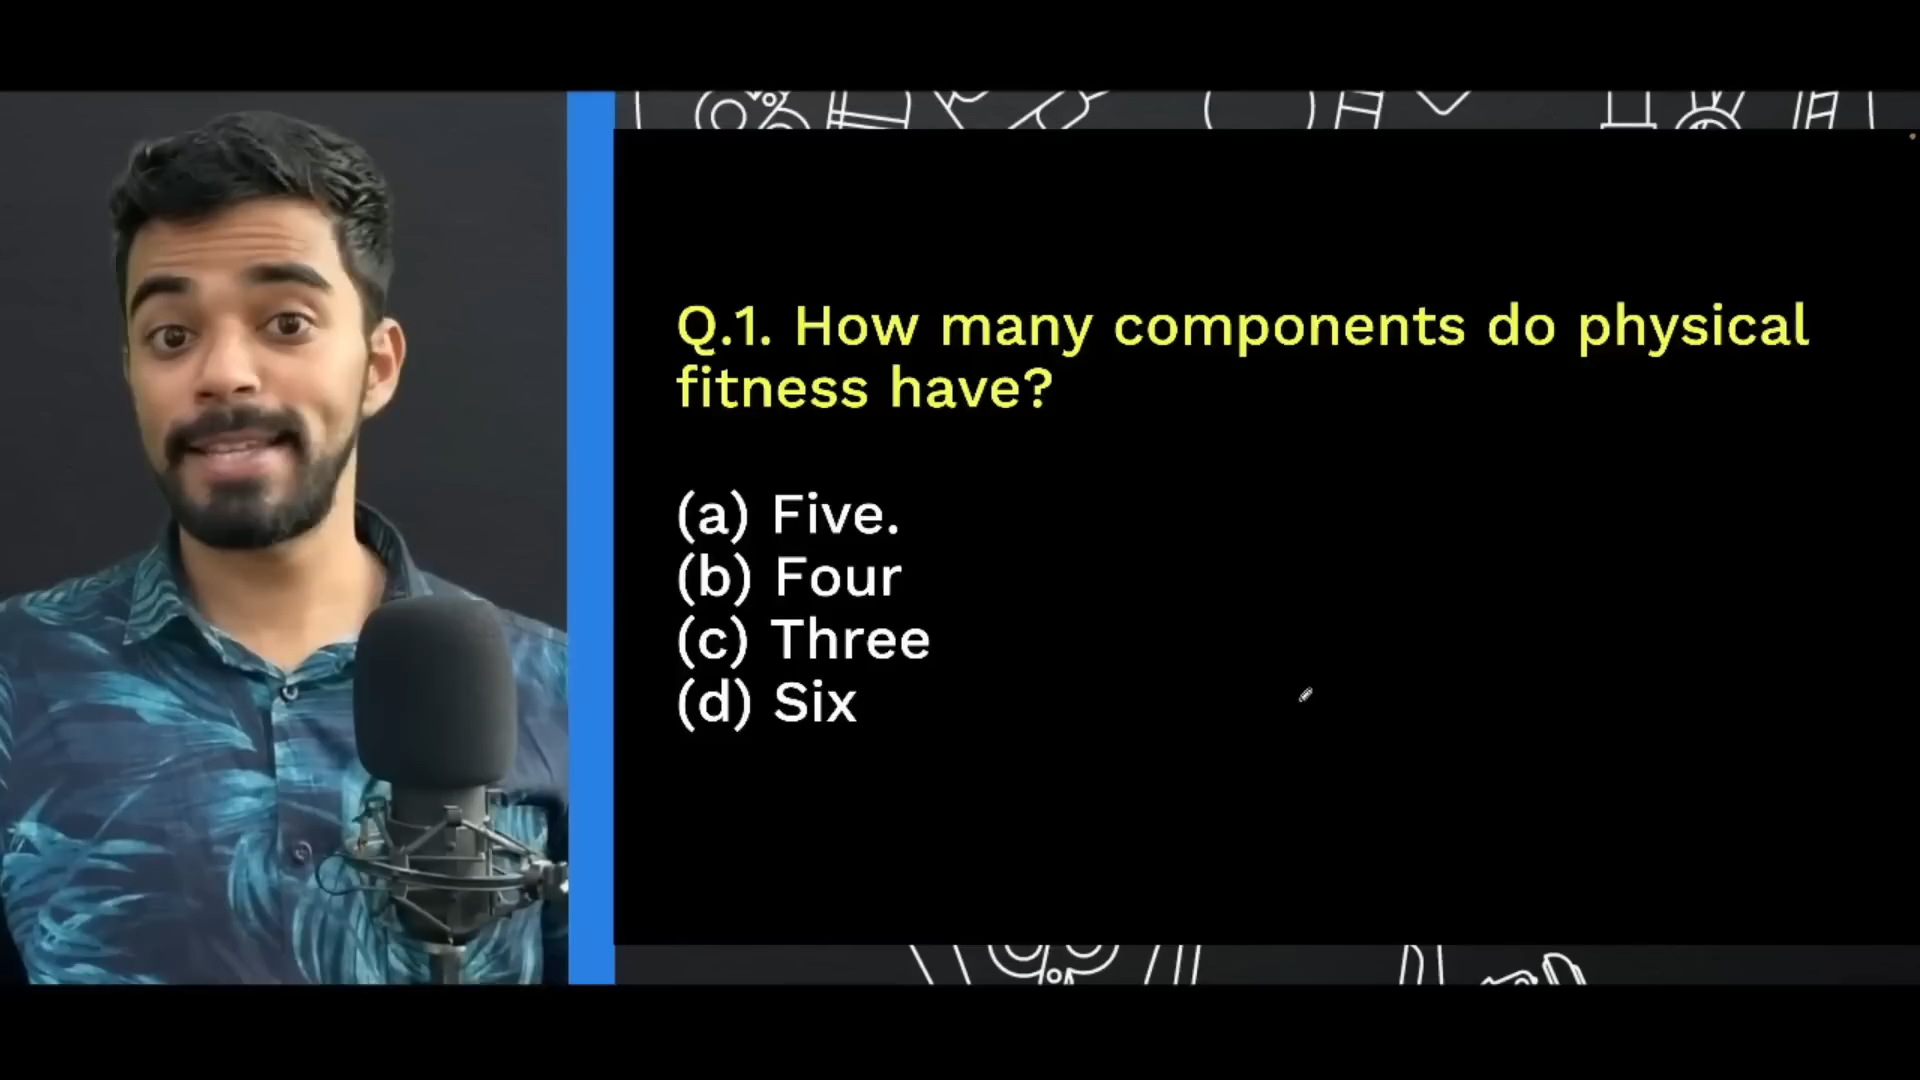 Q.1. How many components do physical
fitness have?
(a) Five.
(b) Four
(c) Three
(d) Six